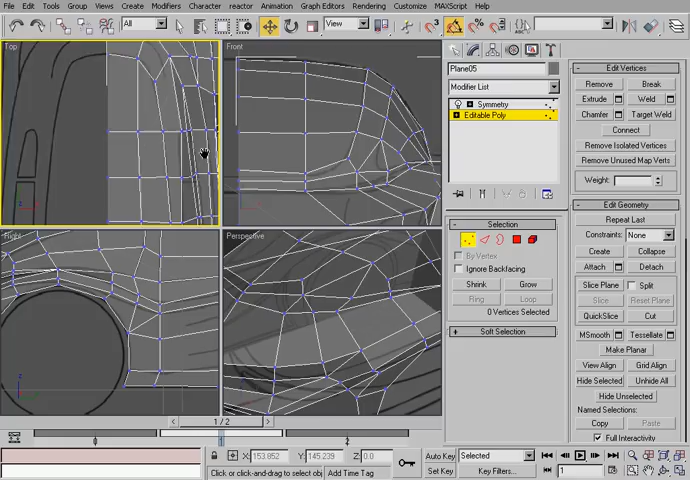 File Edit Tools Group Views Create Modifiers Character reactor Animation Graph Editors Rendering Customize MAXScript Help
All View
Top
Front
Right
Perspective
Plane05
Modifier List
Symmetry
Editable Poly
Selection
By Vertex
Ignore Backfacing
Shrink Grow
Ring Loop
0 Vertices Selected
Soft Selection
Edit Vertices
Remove Break
Extrude Weld
Chamfer Target Weld
Connect
Remove Isolated Vertices
Remove Unused Map Verts
Weight:
Edit Geometry
Repeat Last
Constraints: None
Create Collapse
Attach Detach
Slice Plane Split
Slice Reset Plane
QuickSlice Cut
MSmooth Tessellate
Make Planar
View Align Grid Align
Hide Selected Unhide All
Hide Unselected
Named Selections:
Copy Paste
Full Interactivity
1 / 2
0 1 2
X: 153.852 Y: 145.239 Z: 0.0
Auto Key Selected
Click or click-and-drag to select obj Add Time Tag
Set Key Key Filters... 1